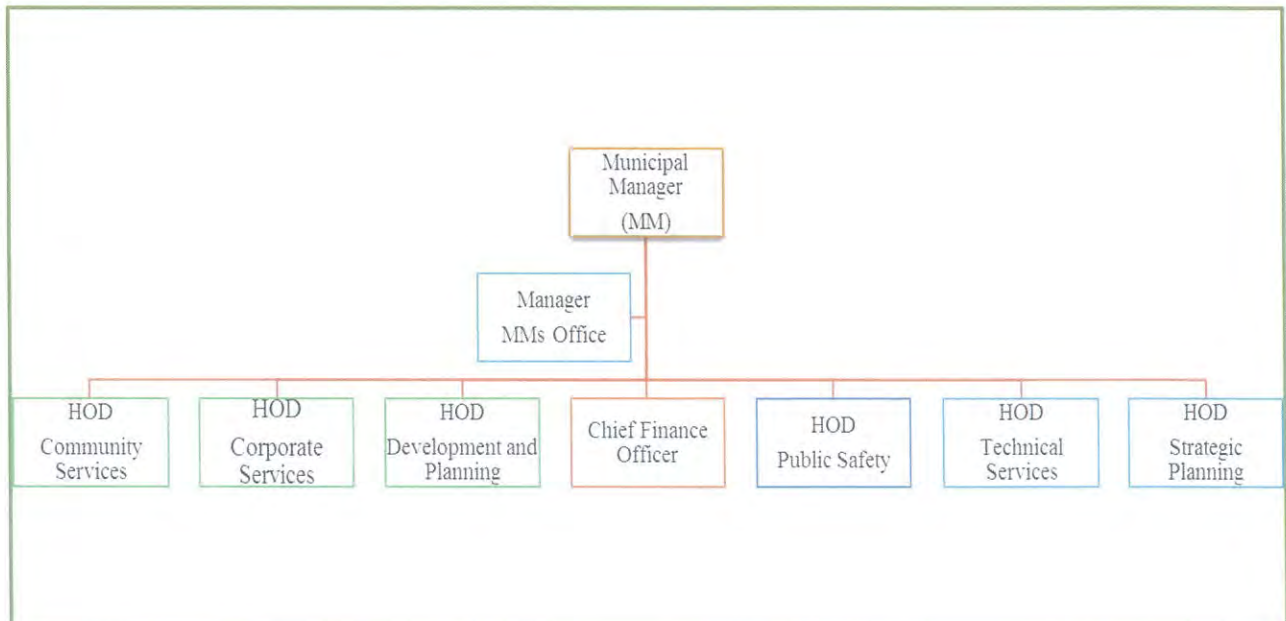 Municipal
Manager
(MM)
Manager
MMs Office
HOD
Community
Services
HOD
Corporate
Services
HOD
Development and
Planning
Chief Finance
Officer
HOD
Public Safety
HOD
Technical
Services
HOD
Strategic
Planning